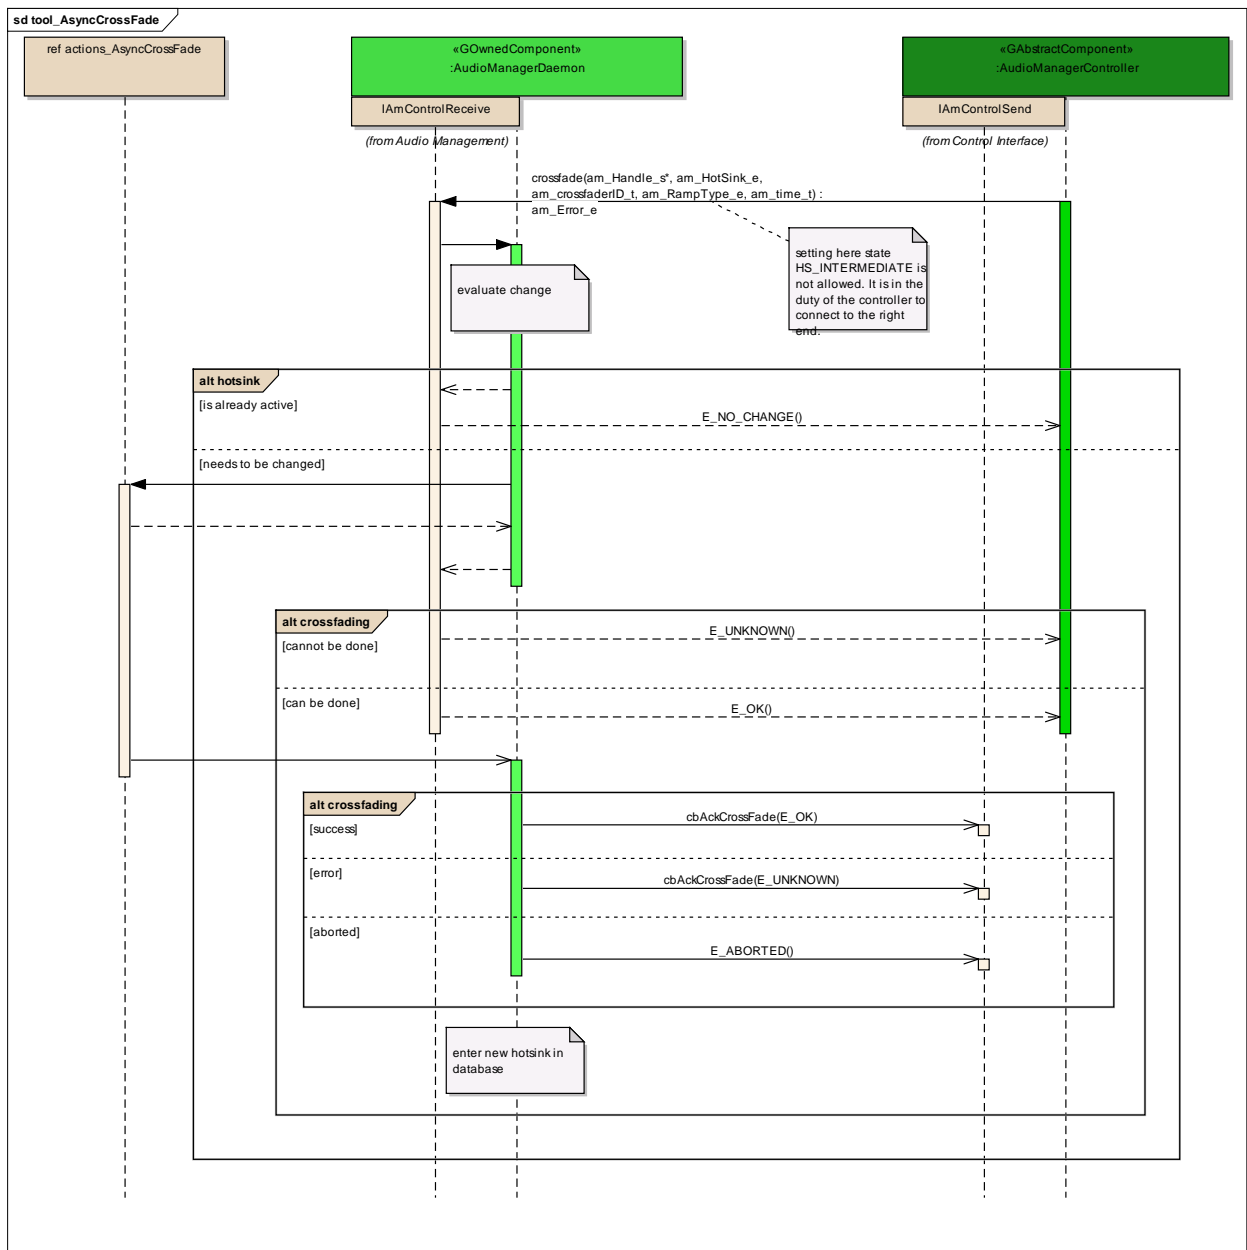 sd tool_AsyncCrossFade
ref actions_AsyncCrossFade
«GOwnedComponent»
:AudioManagerDaemon
«GAbstractComponent»
:AudioManagerController
IAmControlReceive
IAmControlSend
(from Audio Management)
(from Control Interface)
crossfade(am_Handle_s*, am_HotSink_e,
am_crossfaderID_t, am_RampType_e, am_time_t) :
am_Error_e
setting here state
HS_INTERMEDIATE is
not allowed. It is in the
duty of the controller to
connect to the right
end.
evaluate change
alt hotsink
[is already active]
E_NO_CHANGE()
[needs to be changed]
alt crossfading
E_UNKNOWN()
[cannot be done]
[can be done]
E_OK()
alt crossfading
cbAckCrossFade(E_OK)
[success]
[error]
cbAckCrossFade(E_UNKNOWN)
[aborted]
E_ABORTED()
enter new hotsink in
database